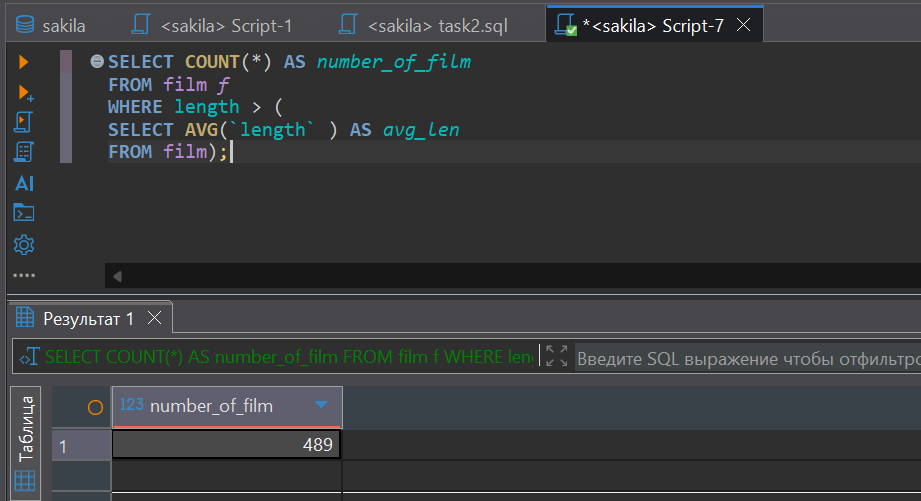 sakila
<sakila> Script-1
<sakila> task2.sql
*<sakila> Script-7
SELECT COUNT(*) AS number_of_film
FROM film f
WHERE length > (
SELECT AVG(`length` ) AS avg_len
FROM film);
AI
Результат 1
SELECT COUNT(*) AS number_of_film FROM film f WHERE len
Введите SQL выражение чтобы отфильтро
Таблица
123 number_of_film
1 489